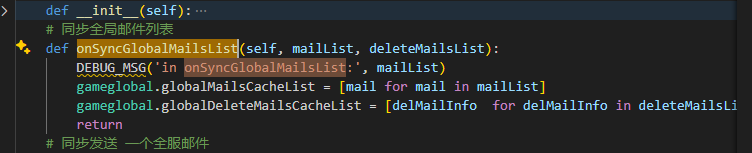 def __init__(self): ...
# 同步全局邮件列表
def onSyncGlobalMailsList(self, mailList, deleteMailsList):
DEBUG_MSG('in onSyncGlobalMailsList:', mailList)
gameglobal.globalMailsCacheList = [mail for mail in mailList]
gameglobal.globalDeleteMailsCacheList = [delMailInfo  for delMailInfo in deleteMailsLi
return
# 同步发送 一个全服邮件